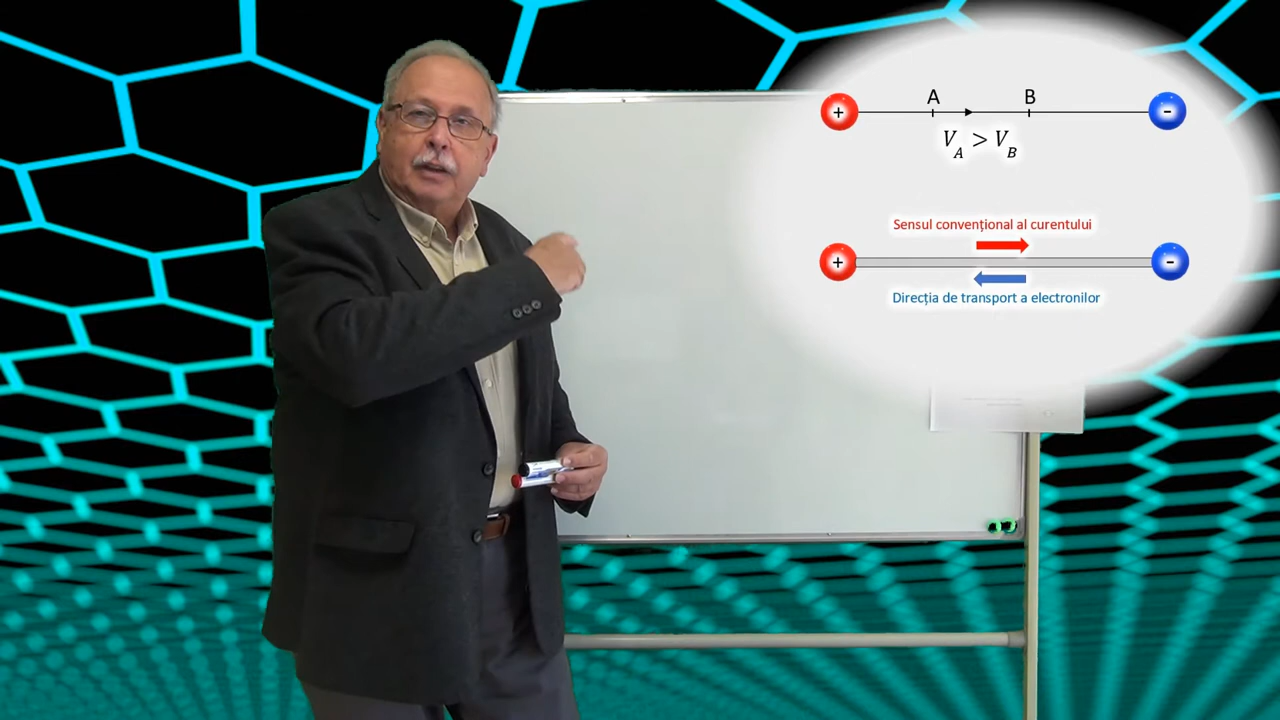 A B
+ -
V_A > V_B
Sensul convențional al curentului
+ -
Direcția de transport a electronilor